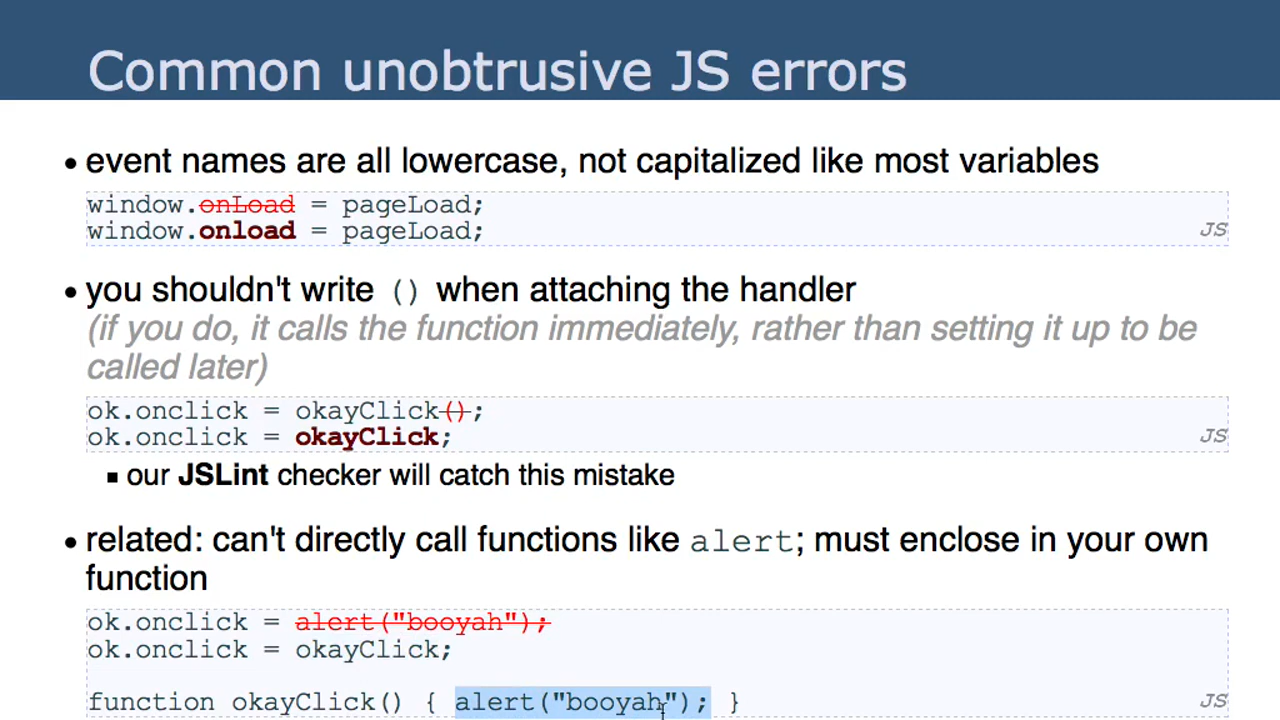 Common unobtrusive JS errors
• event names are all lowercase, not capitalized like most variables
window.onLoad = pageLoad;
window.onload = pageLoad; JS
• you shouldn't write () when attaching the handler
(if you do, it calls the function immediately, rather than setting it up to be
called later)
ok.onclick = okayClick();
ok.onclick = okayClick; JS
▪ our JSLint checker will catch this mistake
• related: can't directly call functions like alert; must enclose in your own
function
ok.onclick = alert("booyah");
ok.onclick = okayClick;
function okayClick() { alert("booyah"); } JS